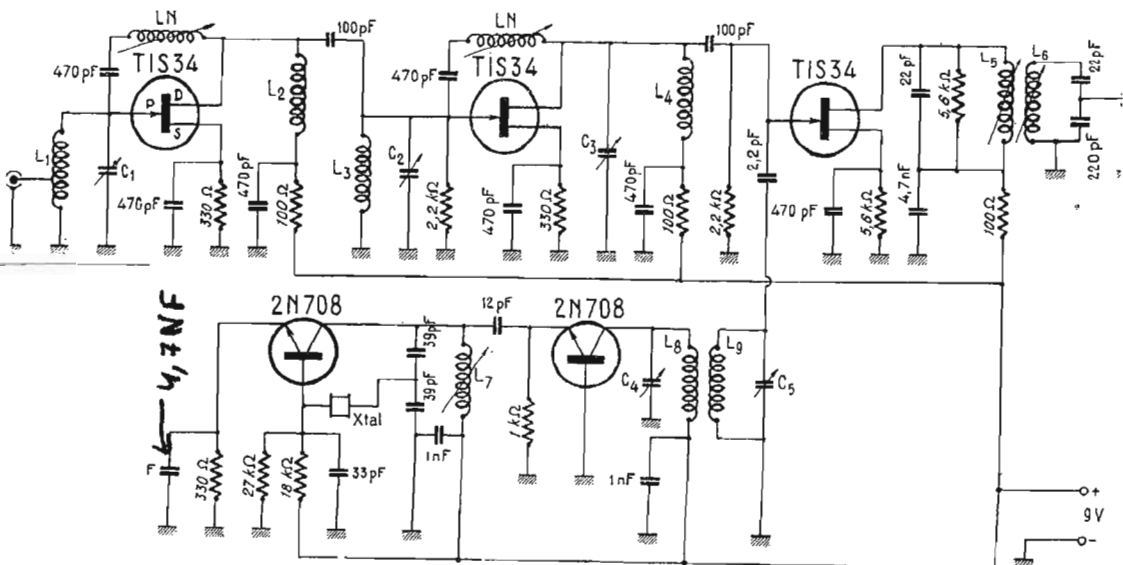 LN
100pF
LN
100pF
470pF
TIS34
P
D
S
L2
470pF
TIS34
L4
TIS34
22pF
5,6kΩ
L5
L6
22pF
L1
C1
L3
C2
C3
2,2pF
220pF
470pF
330Ω
470pF
100Ω
2,2kΩ
470pF
330Ω
470pF
100Ω
2,2kΩ
470pF
5,6kΩ
4,7nF
100Ω
4,7NF
2N708
12pF
2N708
39pF
L7
39pF
Xtal
C4
L8
L9
C5
F
330Ω
27kΩ
18kΩ
33pF
1nF
1kΩ
1nF
+
9V
-